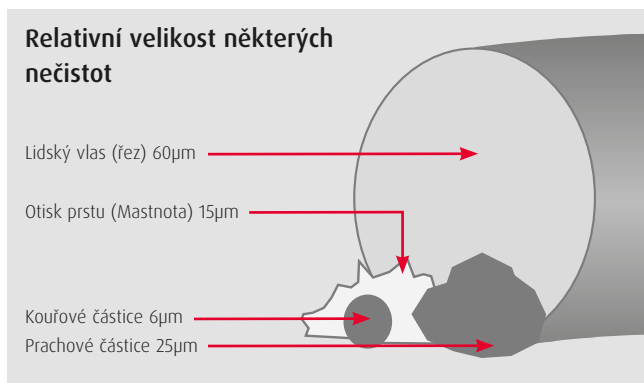 Relativní velikost některých
nečistot
Lidský vlas (řez) 60µm
Otisk prstu (Mastnota) 15µm
Kouřové částice 6µm
Prachové částice 25µm